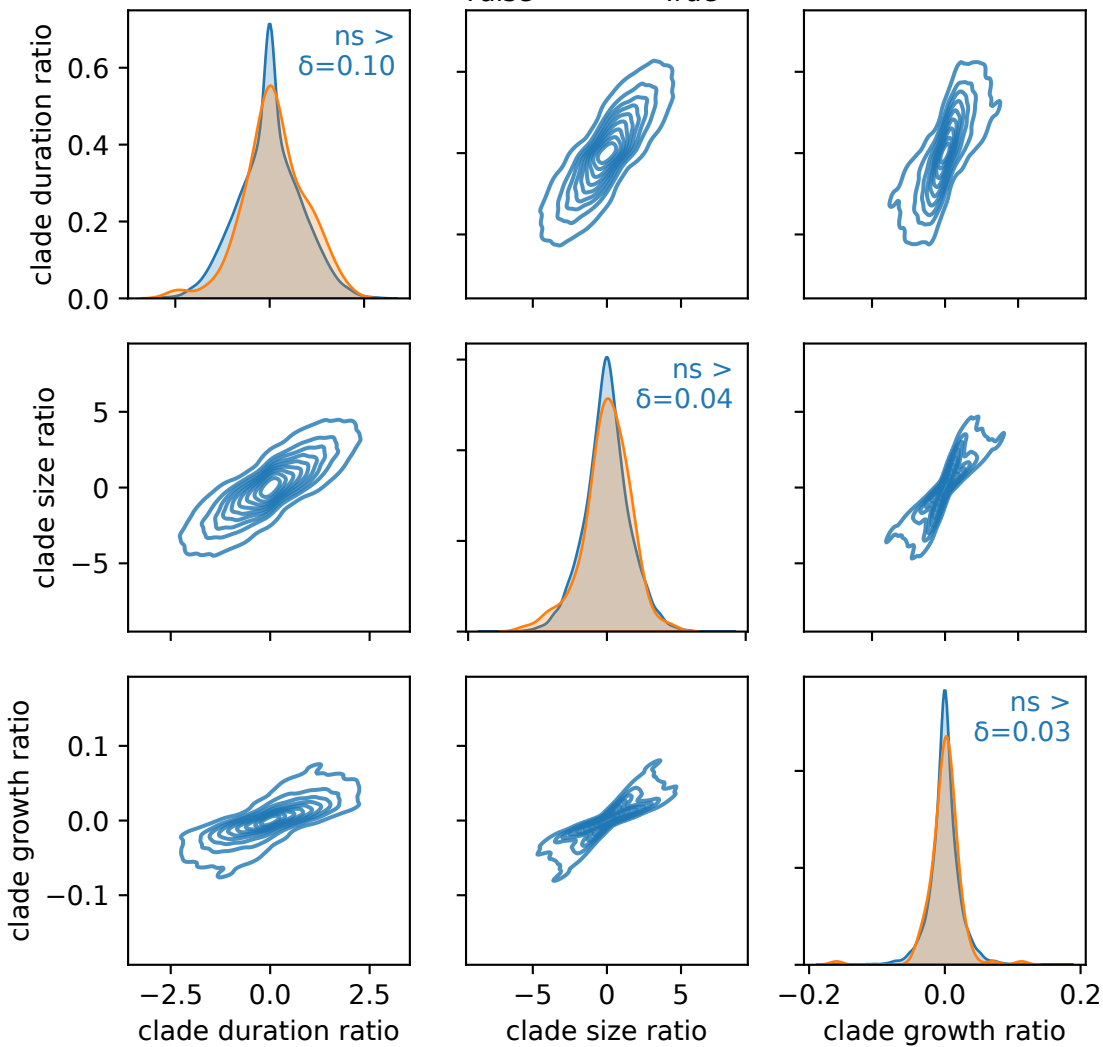 clade duration ratio
0.6
0.4
0.2
0.0
ns >
δ=0.10
clade size ratio
5
0
−5
ns >
δ=0.04
clade growth ratio
0.1
0.0
−0.1
ns >
δ=0.03
−2.5
0.0
2.5
−5
0
5
−0.2
0.0
0.2
clade duration ratio
clade size ratio
clade growth ratio